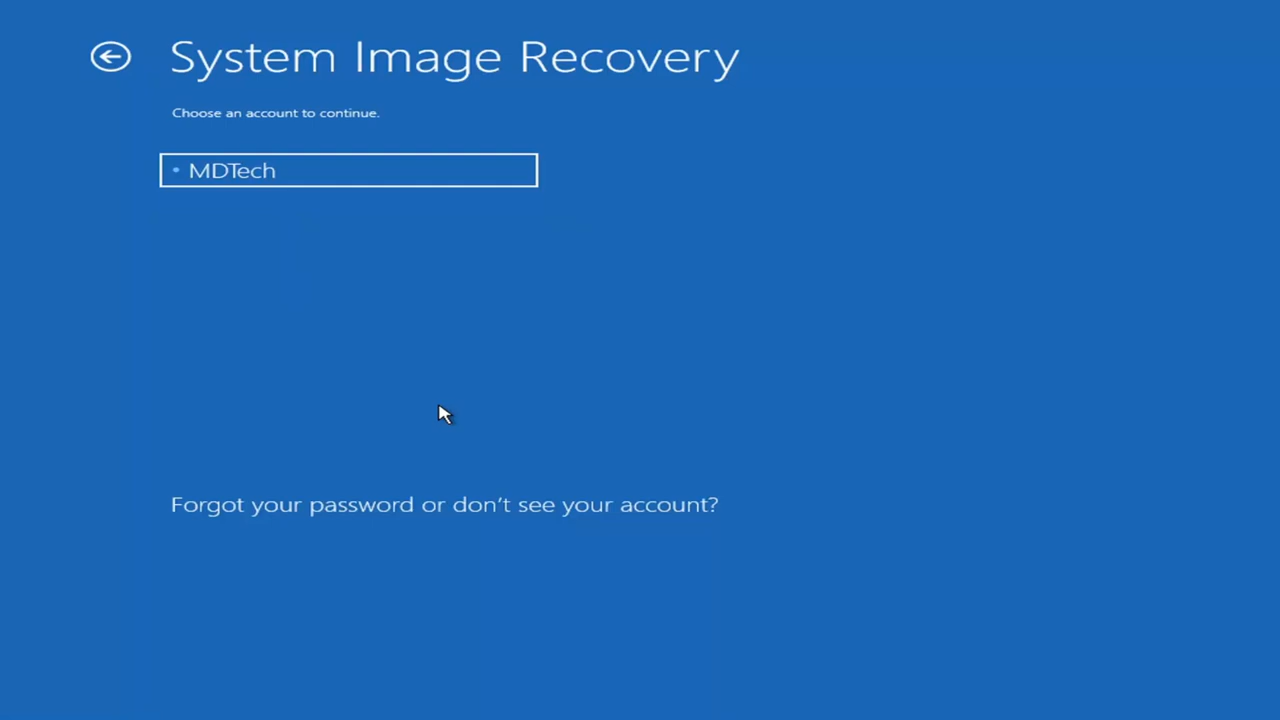 System Image Recovery
Choose an account to continue.
MDTech
Forgot your password or don't see your account?